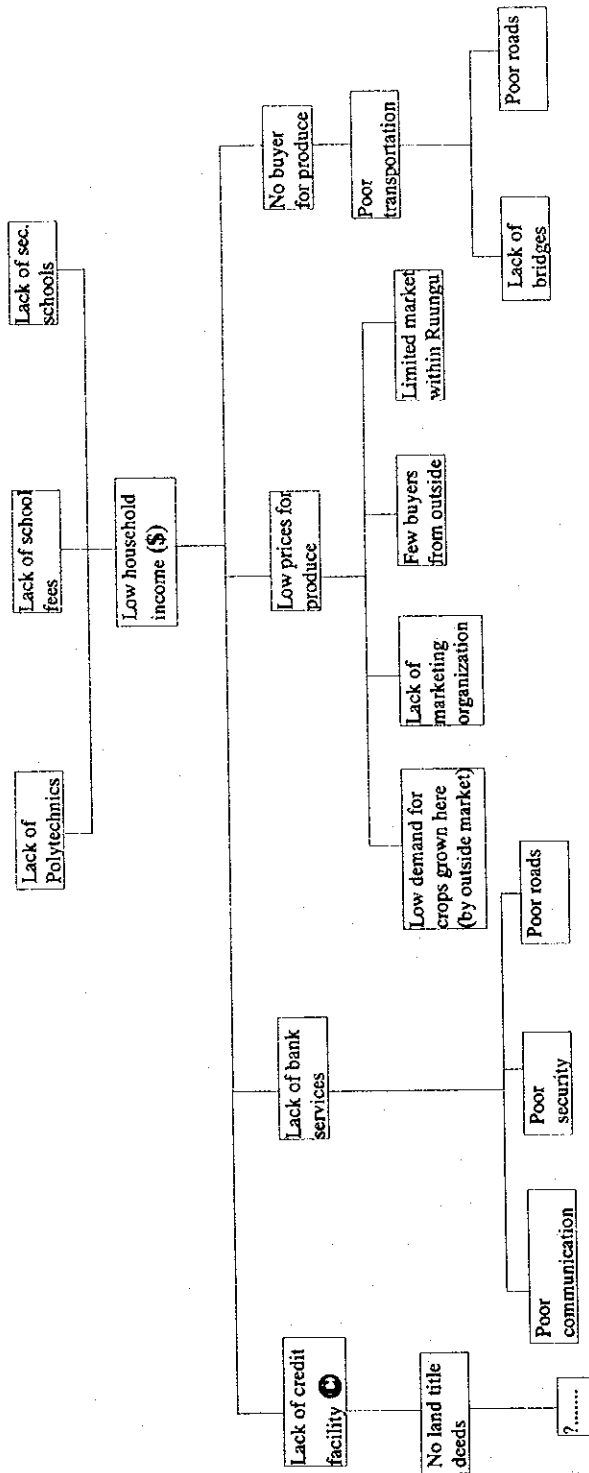 Lack of
Polytechnics
Lack of school
fees
Lack of sec.
schools
Low household
income ($)
Lack of credit
facility C
Lack of bank
services
Low prices for
produce
No buyer
for produce
No land title
deeds
Poor
transportation
?.......
Poor
communication
Poor
security
Poor roads
Low demand for
crops grown here
(by outside market)
Lack of
marketing
organization
Few buyers
from outside
Limited market
within Ruungu
Lack of
bridges
Poor roads